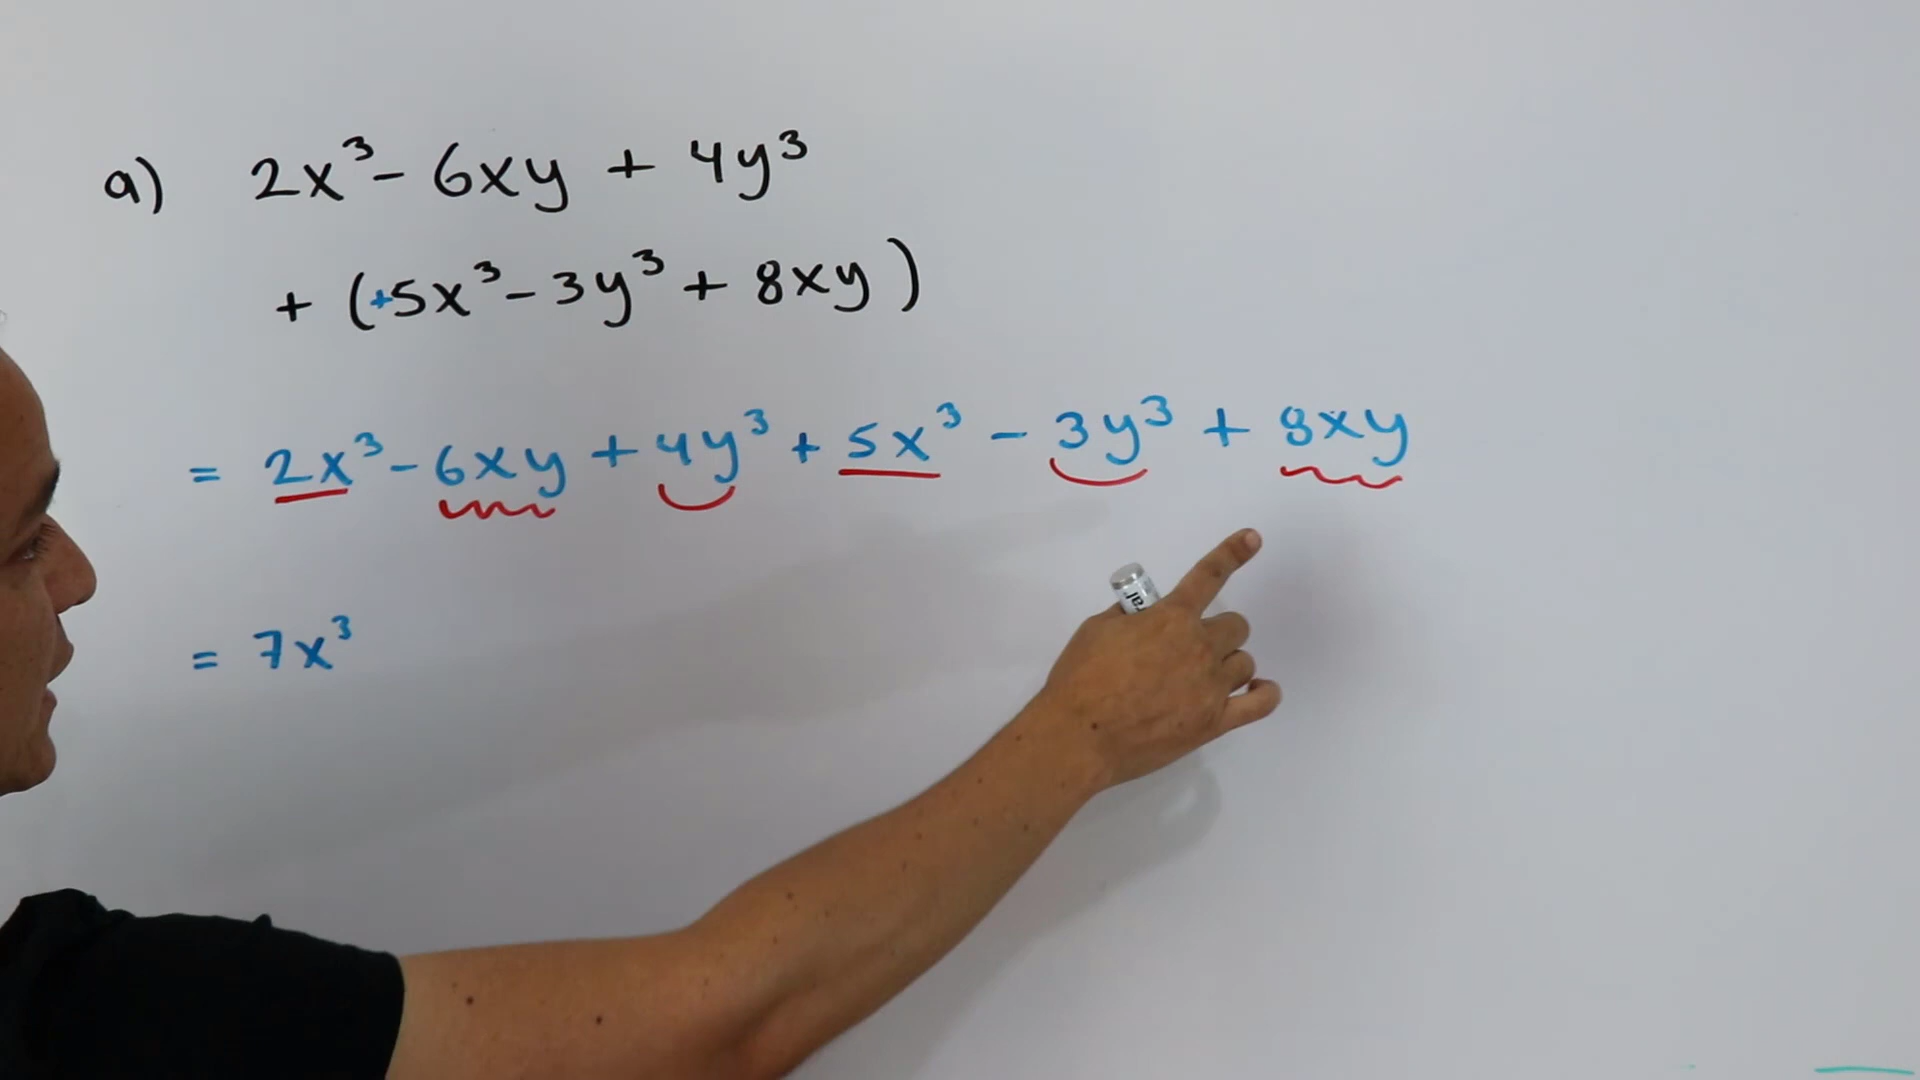 a) 2x³ - 6xy + 4y³
+ (+5x³ - 3y³ + 8xy)
= 2x³ - 6xy + 4y³ + 5x³ - 3y³ + 8xy
= 7x³